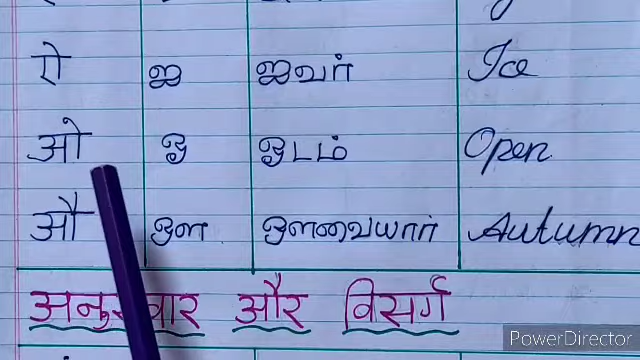 ऐ ஐ ஐவர் Ice
ओ ஓ ஓடம் Open
औ ஔ ஔவையார் Autumn
अनुस्वार और विसर्ग
PowerDirector